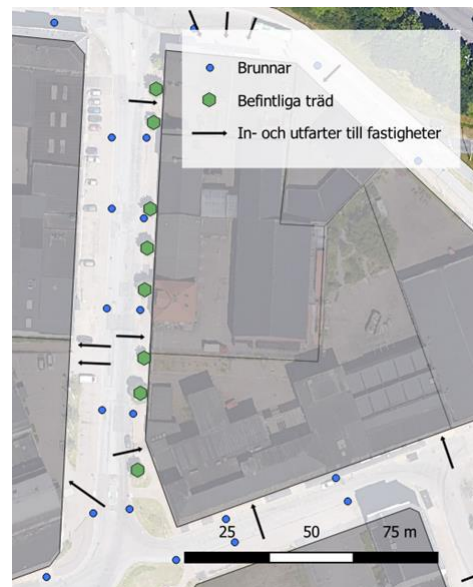 Brunnar
Befintliga träd
In- och utfarter till fastigheter
25 50 75 m